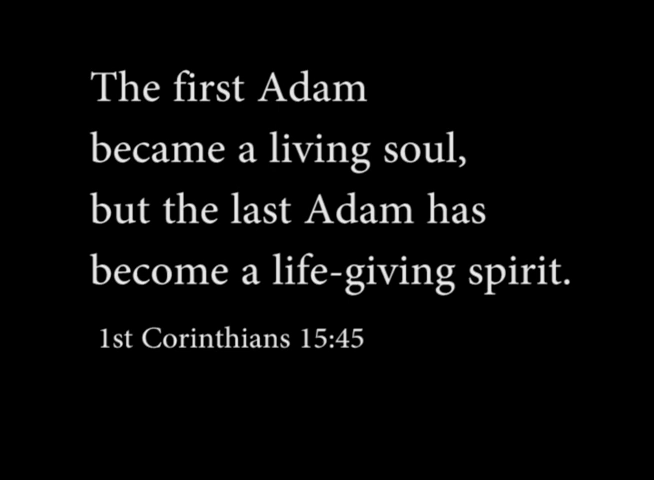 The first Adam
became a living soul,
but the last Adam has
become a life-giving spirit.
1st Corinthians 15:45